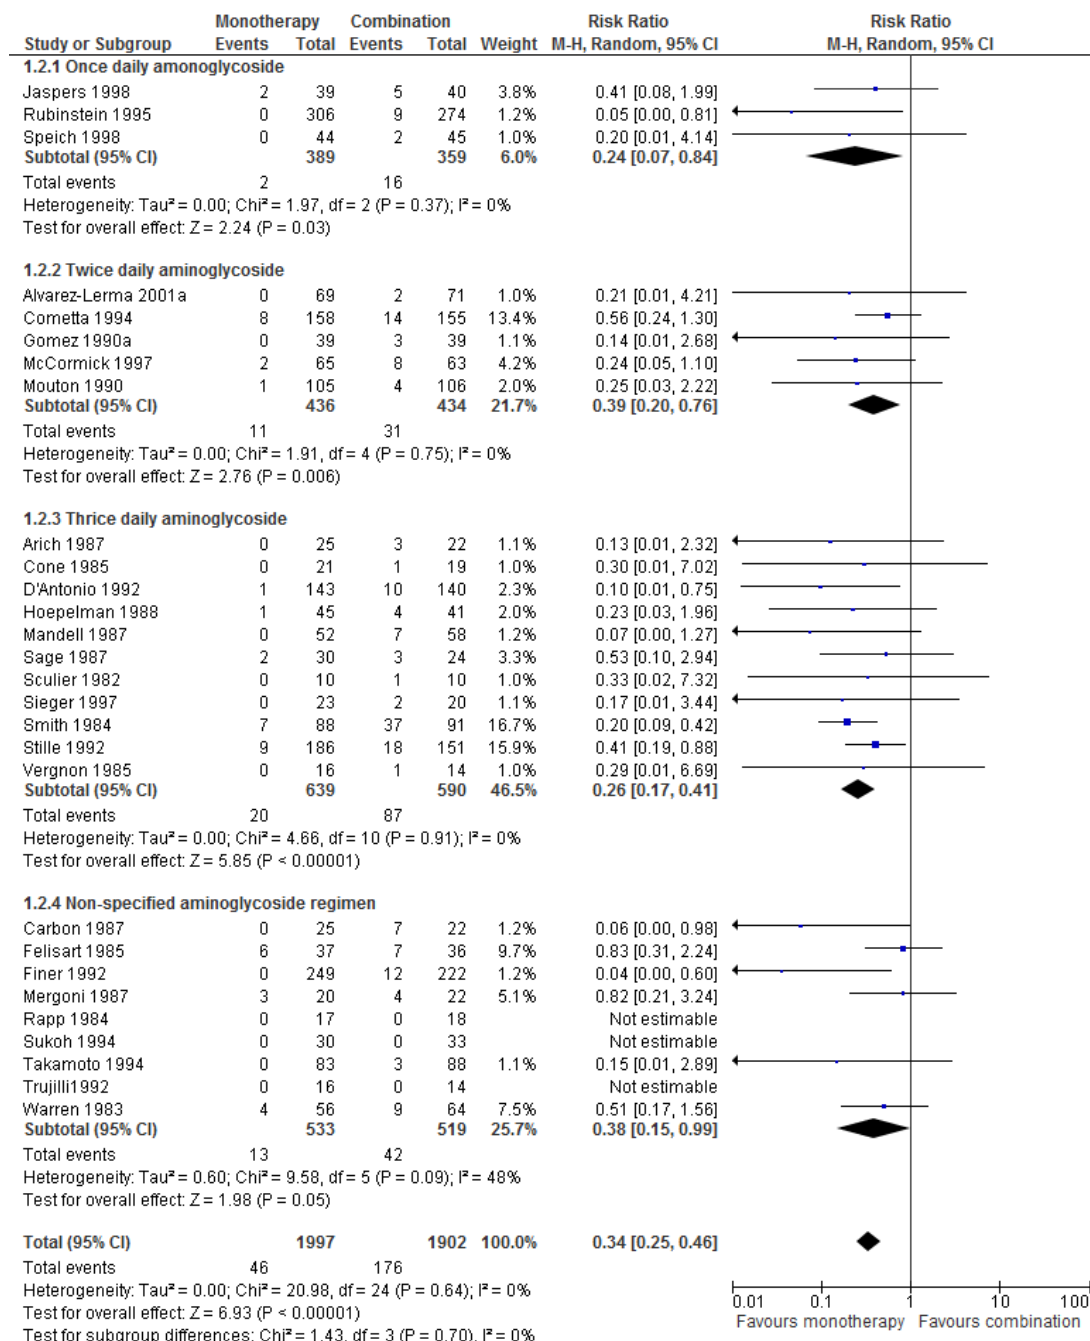 Monotherapy Combination Risk Ratio Risk Ratio
Study or Subgroup Events Total Events Total Weight M-H, Random, 95% CI M-H, Random, 95% CI
1.2.1 Once daily amonoglycoside
Jaspers 1998 2 39 5 40 3.8% 0.41 [0.08, 1.99]
Rubinstein 1995 0 306 9 274 1.2% 0.05 [0.00, 0.81]
Speich 1998 0 44 2 45 1.0% 0.20 [0.01, 4.14]
Subtotal (95% CI) 389 359 6.0% 0.24 [0.07, 0.84]
Total events 2 16
Heterogeneity: Tau² = 0.00; Chi² = 1.97, df = 2 (P = 0.37); I² = 0%
Test for overall effect: Z = 2.24 (P = 0.03)
1.2.2 Twice daily aminoglycoside
Alvarez-Lerma 2001a 0 69 2 71 1.0% 0.21 [0.01, 4.21]
Cometta 1994 8 158 14 155 13.4% 0.56 [0.24, 1.30]
Gomez 1990a 0 39 3 39 1.1% 0.14 [0.01, 2.68]
McCormick 1997 2 65 8 63 4.2% 0.24 [0.05, 1.10]
Mouton 1990 1 105 4 106 2.0% 0.25 [0.03, 2.22]
Subtotal (95% CI) 436 434 21.7% 0.39 [0.20, 0.76]
Total events 11 31
Heterogeneity: Tau² = 0.00; Chi² = 1.91, df = 4 (P = 0.75); I² = 0%
Test for overall effect: Z = 2.76 (P = 0.006)
1.2.3 Thrice daily aminoglycoside
Arich 1987 0 25 3 22 1.1% 0.13 [0.01, 2.32]
Cone 1985 0 21 1 19 1.0% 0.30 [0.01, 7.02]
D'Antonio 1992 1 143 10 140 2.3% 0.10 [0.01, 0.75]
Hoepelman 1988 1 45 4 41 2.0% 0.23 [0.03, 1.96]
Mandell 1987 0 52 7 58 1.2% 0.07 [0.00, 1.27]
Sage 1987 2 30 3 24 3.3% 0.53 [0.10, 2.94]
Sculier 1982 0 10 1 10 1.0% 0.33 [0.02, 7.32]
Sieger 1997 0 23 2 20 1.1% 0.17 [0.01, 3.44]
Smith 1984 7 88 37 91 16.7% 0.20 [0.09, 0.42]
Stille 1992 9 186 18 151 15.9% 0.41 [0.19, 0.88]
Vergnon 1985 0 16 1 14 1.0% 0.29 [0.01, 6.69]
Subtotal (95% CI) 639 590 46.5% 0.26 [0.17, 0.41]
Total events 20 87
Heterogeneity: Tau² = 0.00; Chi² = 4.66, df = 10 (P = 0.91); I² = 0%
Test for overall effect: Z = 5.85 (P < 0.00001)
1.2.4 Non-specified aminoglycoside regimen
Carbon 1987 0 25 7 22 1.2% 0.06 [0.00, 0.98]
Felisart 1985 6 37 7 36 9.7% 0.83 [0.31, 2.24]
Finer 1992 0 249 12 222 1.2% 0.04 [0.00, 0.60]
Mergoni 1987 3 20 4 22 5.1% 0.82 [0.21, 3.24]
Rapp 1984 0 17 0 18 Not estimable
Sukoh 1994 0 30 0 33 Not estimable
Takamoto 1994 0 83 3 88 1.1% 0.15 [0.01, 2.89]
Trujilli1992 0 16 0 14 Not estimable
Warren 1983 4 56 9 64 7.5% 0.51 [0.17, 1.56]
Subtotal (95% CI) 533 519 25.7% 0.38 [0.15, 0.99]
Total events 13 42
Heterogeneity: Tau² = 0.60; Chi² = 9.58, df = 5 (P = 0.09); I² = 48%
Test for overall effect: Z = 1.98 (P = 0.05)
Total (95% CI) 1997 1902 100.0% 0.34 [0.25, 0.46]
Total events 46 176
Heterogeneity: Tau² = 0.00; Chi² = 20.98, df = 24 (P = 0.64); I² = 0%
Test for overall effect: Z = 6.93 (P < 0.00001)
Test for subgroup differences: Chi² = 1.43, df = 3 (P = 0.70), I² = 0%
0.01 0.1 1 10 100
Favours monotherapy Favours combination